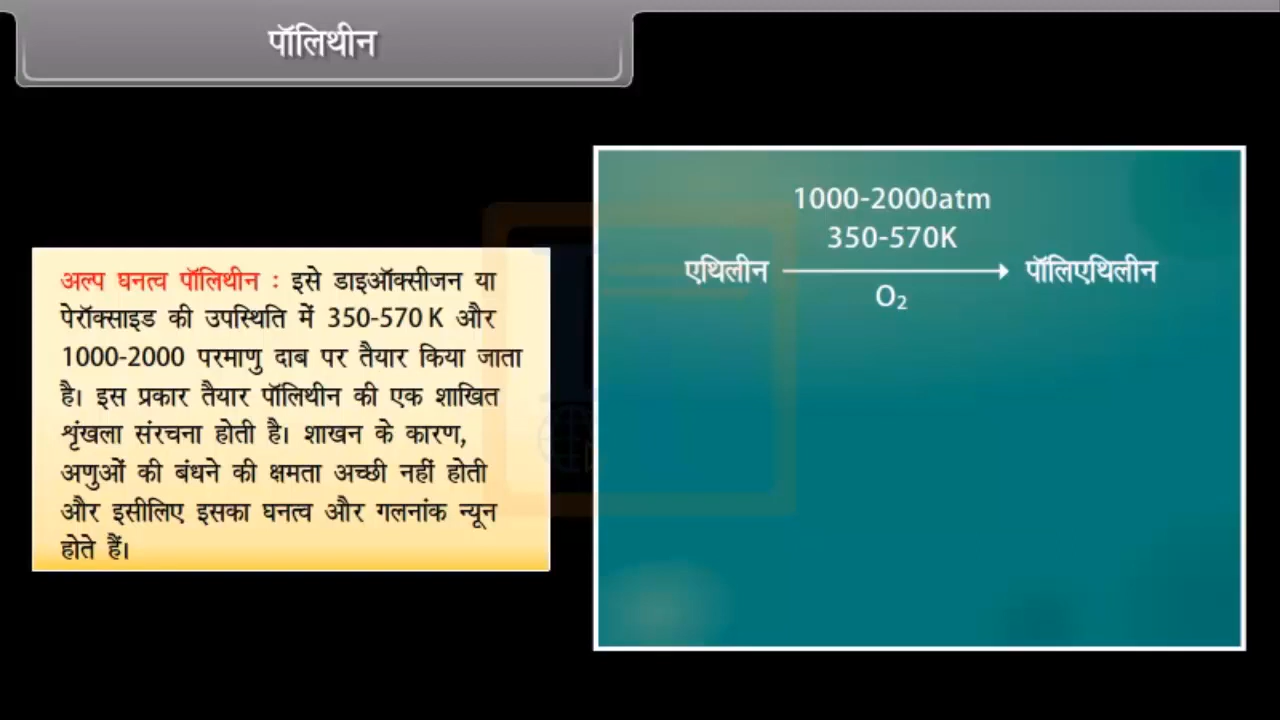 पॉलिथीन
अल्प घनत्व पॉलिथीन : इसे डाइऑक्सीजन या
पेरॉक्साइड की उपस्थिति में 350-570 K और
1000-2000 परमाणु दाब पर तैयार किया जाता
है। इस प्रकार तैयार पॉलिथीन की एक शाखित
शृंखला संरचना होती है। शाखन के कारण,
अणुओं की बंधने की क्षमता अच्छी नहीं होती
और इसीलिए इसका घनत्व और गलनांक न्यून
होते हैं।
1000-2000atm
350-570K
एथिलीन पॉलिएथिलीन
O₂